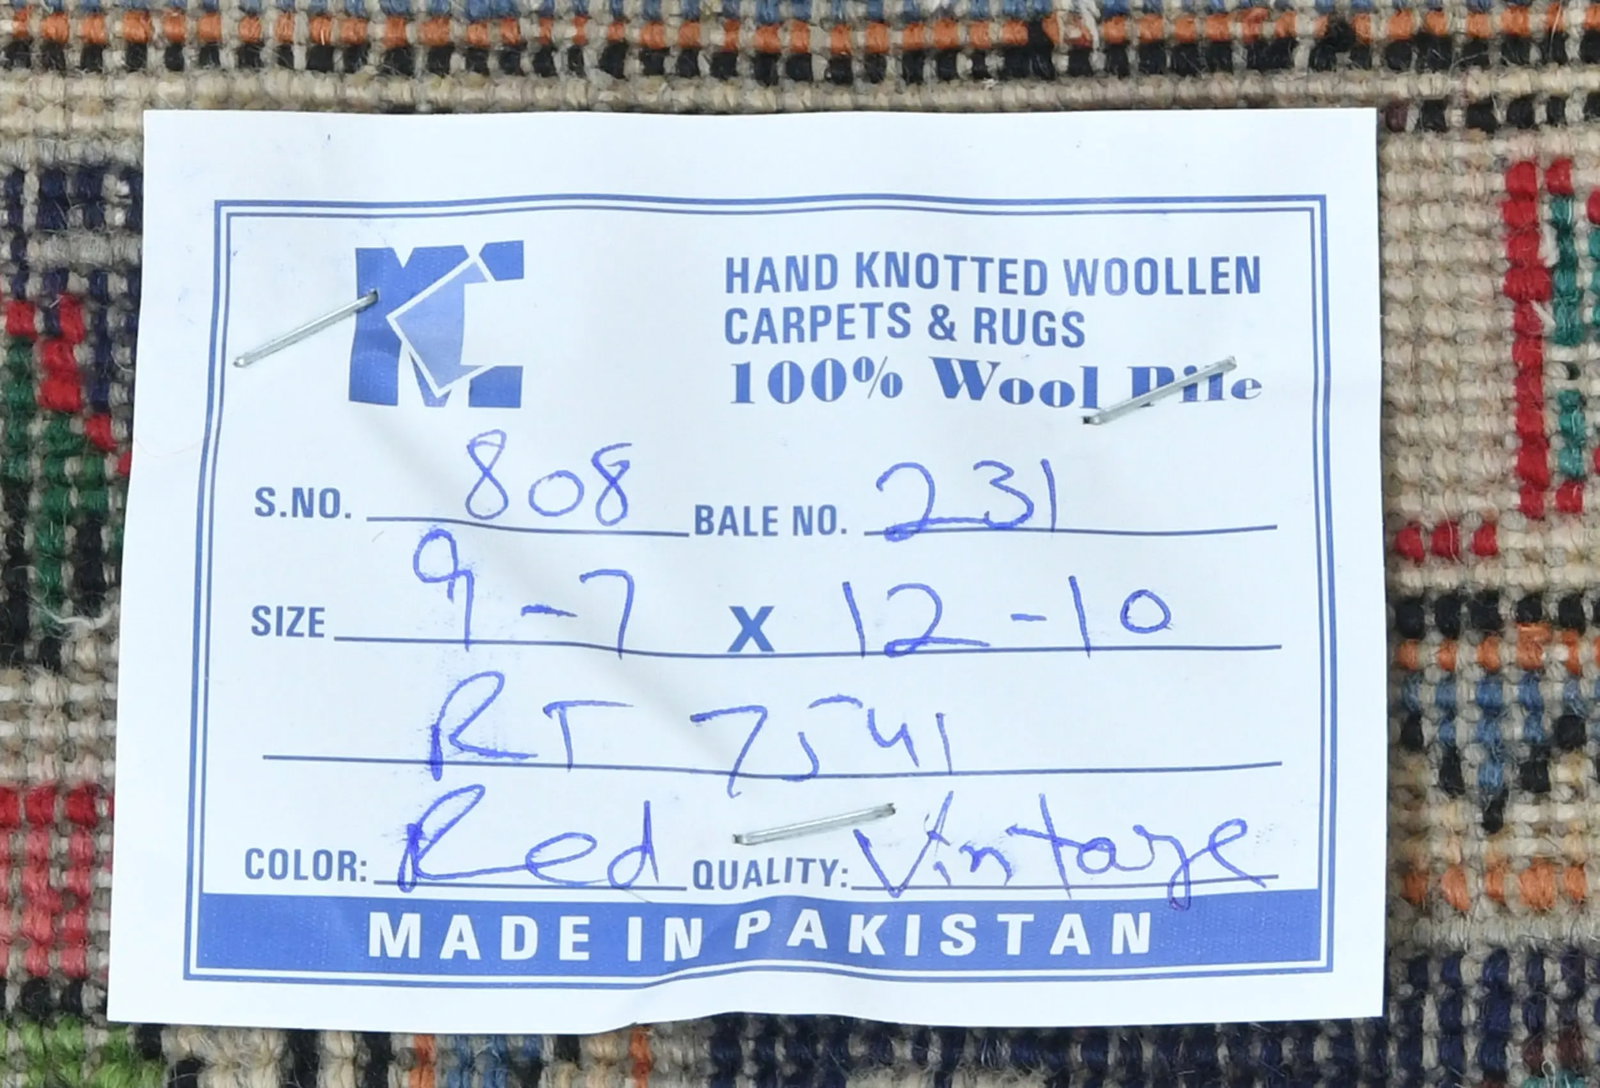 KC
HAND KNOTTED WOOLLEN
CARPETS & RUGS
100% Wool Pile
S.NO. 808 BALE NO. 231
SIZE 9-7 X 12-10
RT 7541
COLOR: Red QUALITY: Vintage
MADE IN PAKISTAN